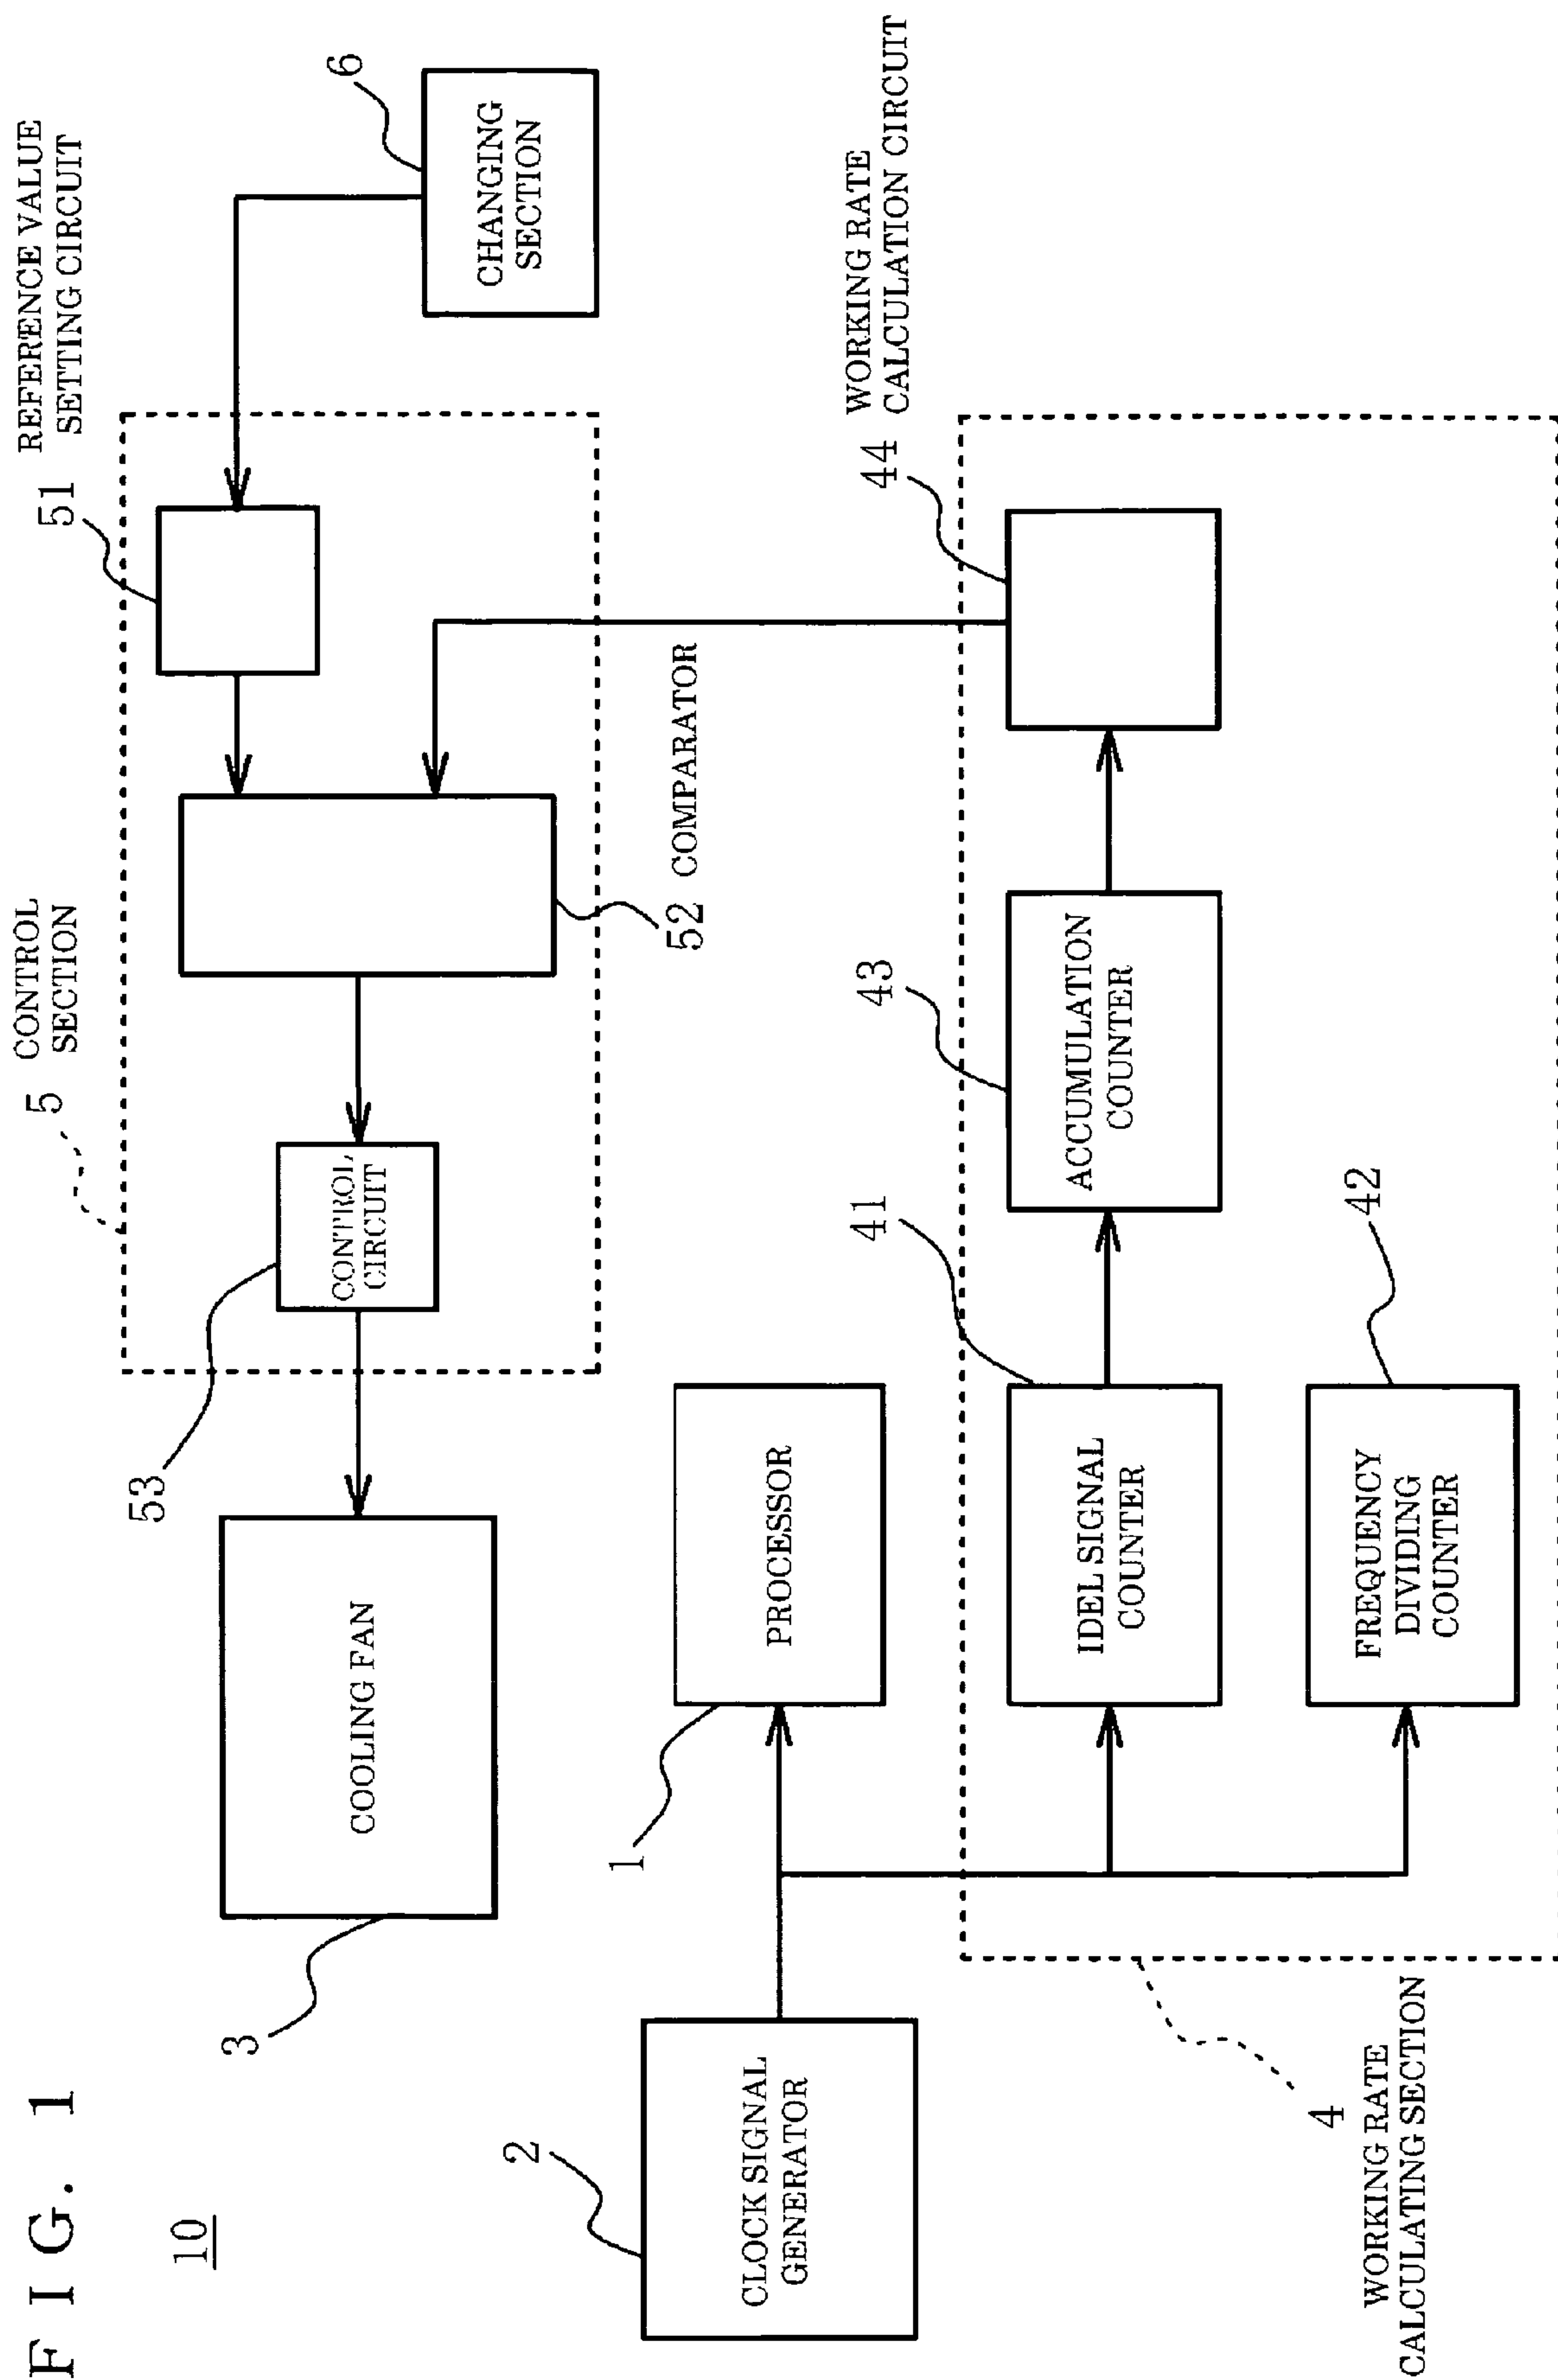 FIG. 1
10
3
COOLING FAN
53
CONTROL
CIRCUIT
5
CONTROL
SECTION
52
COMPARATOR
51
REFERENCE VALUE
SETTING CIRCUIT
6
CHANGING
SECTION
2
CLOCK SIGNAL
GENERATOR
1
PROCESSOR
4
WORKING RATE
CALCULATING SECTION
41
IDEL SIGNAL
COUNTER
42
FREQUENCY
DIVIDING
COUNTER
43
ACCUMULATION
COUNTER
44
WORKING RATE
CALCULATION CIRCUIT